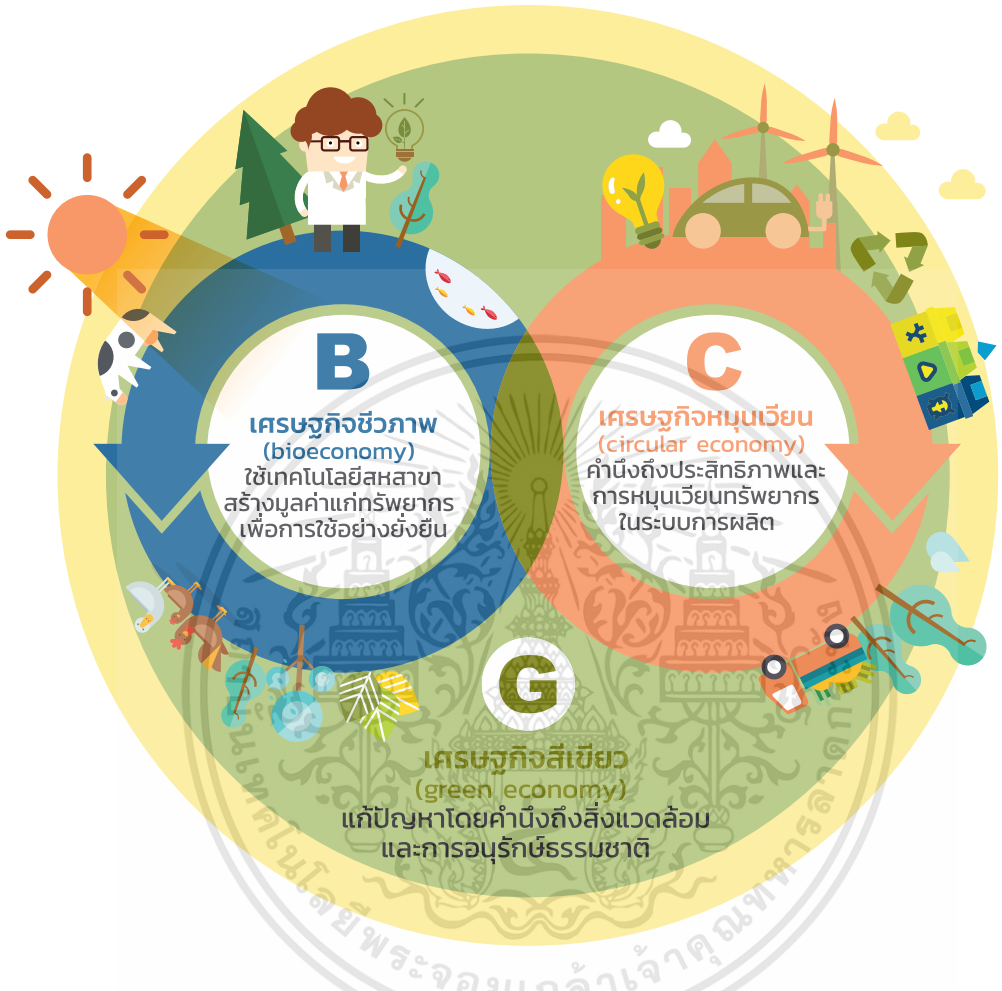 B
เศรษฐกิจชีวภาพ
(bioeconomy)
ใช้เทคโนโลยีสหสาขา
สร้างมูลค่าแก่ทรัพยากร
เพื่อการใช้อย่างยั่งยืน
C
เศรษฐกิจหมุนเวียน
(circular economy)
คำนึงถึงประสิทธิภาพและ
การหมุนเวียนทรัพยากร
ในระบบการผลิต
G
เศรษฐกิจสีเขียว
(green economy)
แก้ปัญหาโดยคำนึงถึงสิ่งแวดล้อม
และการอนุรักษ์ธรรมชาติ